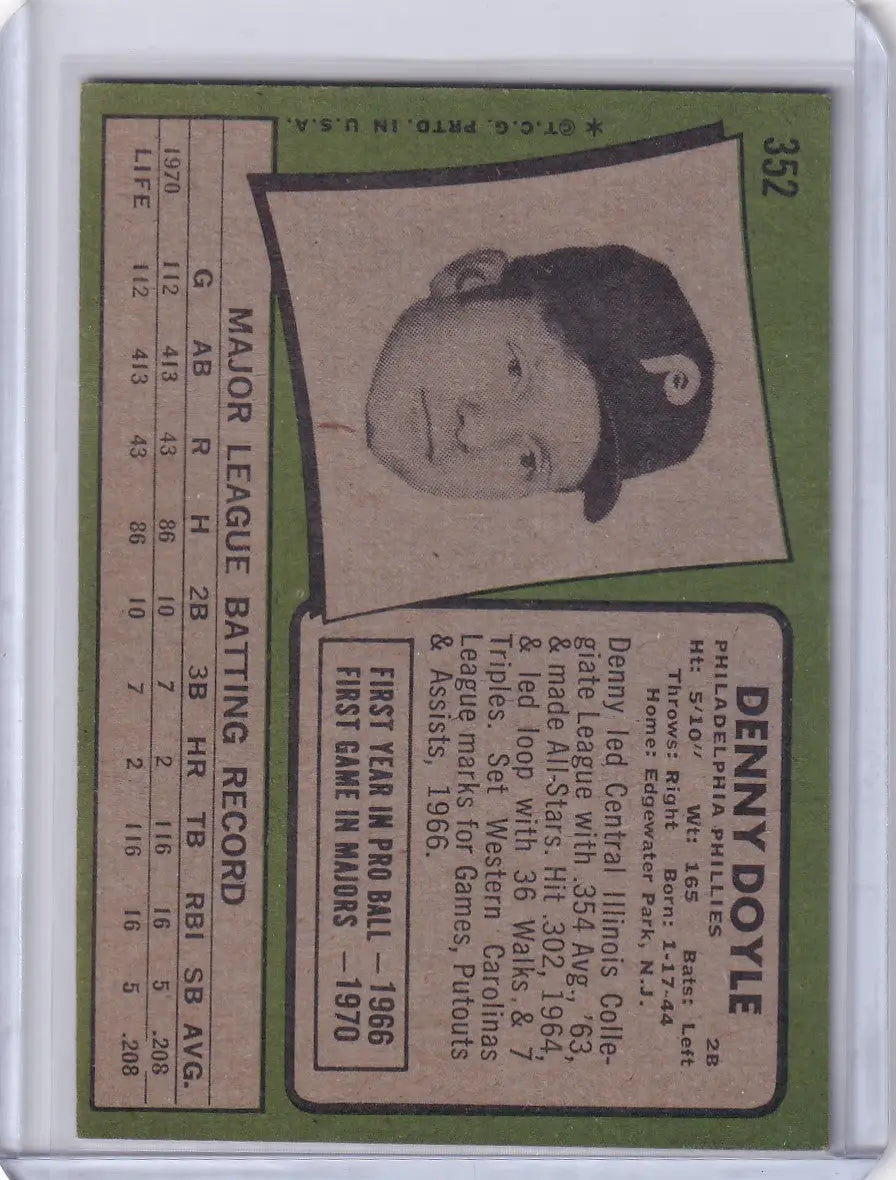 352
✶ ©T.C.G. PRTD. IN U.S.A.
DENNY DOYLE
PHILADELPHIA PHILLIES 2B
Ht: 5/10" Wt: 165 Bats: Left
Throws: Right Born: 1-17-44
Home: Edgewater Park, N.J.
Denny led Central Illinois Colle-
giate League with .354 Avg., '63,
& made All-Stars. Hit .302, 1964,
& led loop with 36 Walks, & 7
Triples. Set Western Carolinas
League marks for Games, Putouts
& Assists, 1966.
FIRST YEAR IN PRO BALL — 1966
FIRST GAME IN MAJORS — 1970
MAJOR LEAGUE BATTING RECORD
G AB R H 2B 3B HR TB RBI SB AVG.
1970 112 413 43 86 10 7 2 116 16 5 .208
LIFE 112 413 43 86 10 7 2 116 16 5 .208
P